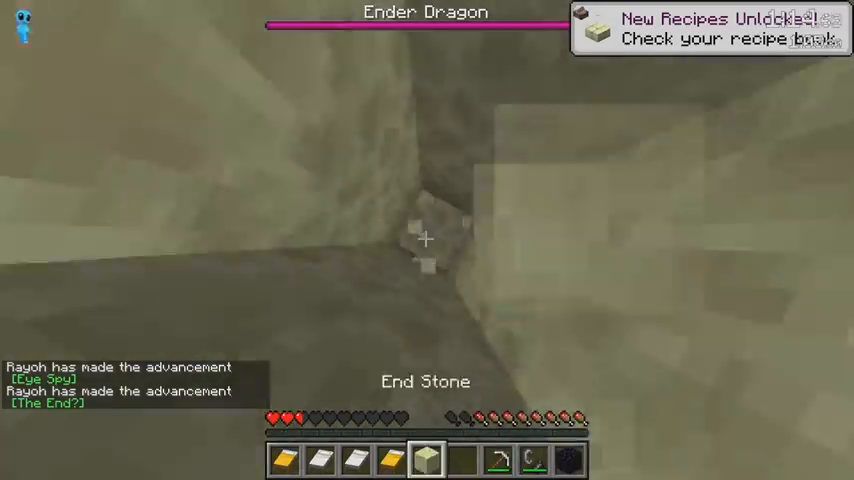 Ender Dragon
New Recipes Unlocked!
Check your recipe book
Rayoh has made the advancement
[Eye Spy]
Rayoh has made the advancement
[The End?]
End Stone